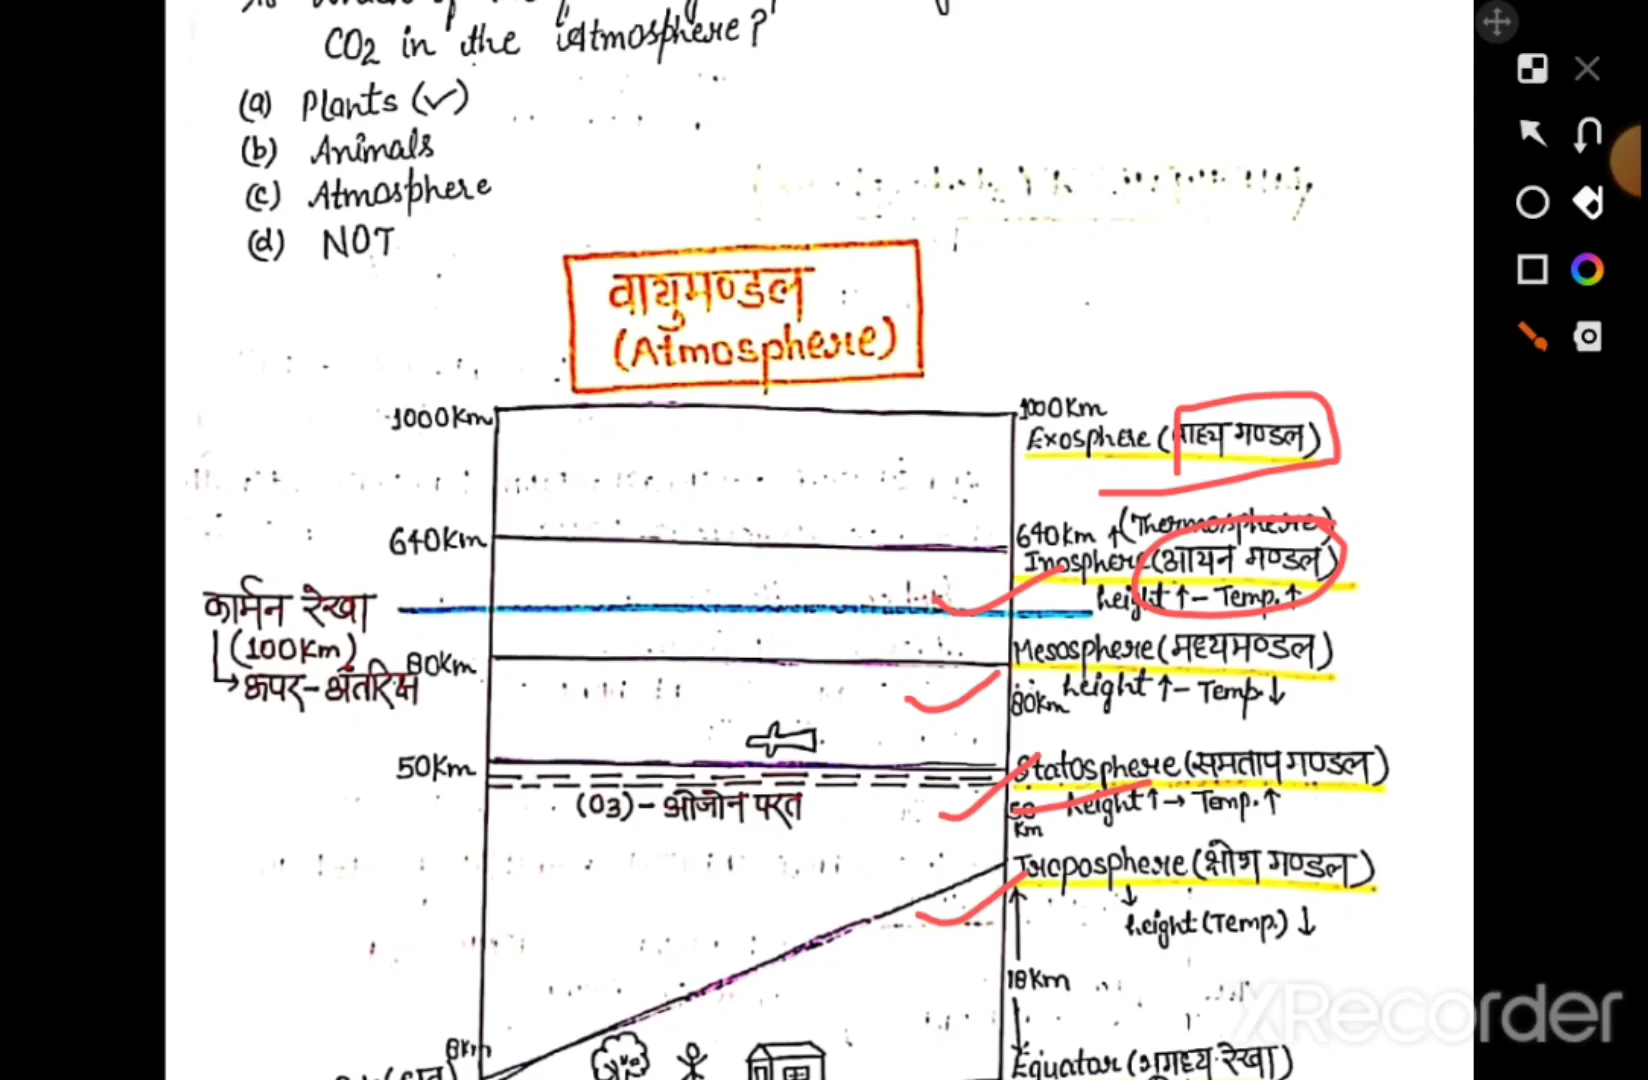 CO2 in the Atmosphere?
(a) Plants (✓)
(b) Animals
(c) Atmosphere
(d) NOT
वायुमण्डल
(Atmosphere)
1000Km
1000Km
Exosphere (बाह्य मण्डल)
640Km
640Km ↑ (Thermosphere)
Inosphere (आयन मण्डल)
height ↑ - Temp. ↑
कार्मन रेखा
(100Km)
ऊपर-अंतरिक्ष
80Km
Mesosphere (मध्यमण्डल)
80Km height ↑ - Temp ↓
50Km
Statosphere (समताप मण्डल)
(O3) - ओजोन परत
50 Km height ↑ → Temp. ↑
Troposphere (क्षोभ मण्डल)
height (Temp.) ↓
18Km
8Km
Equator (भूमध्य रेखा)
XRecorder